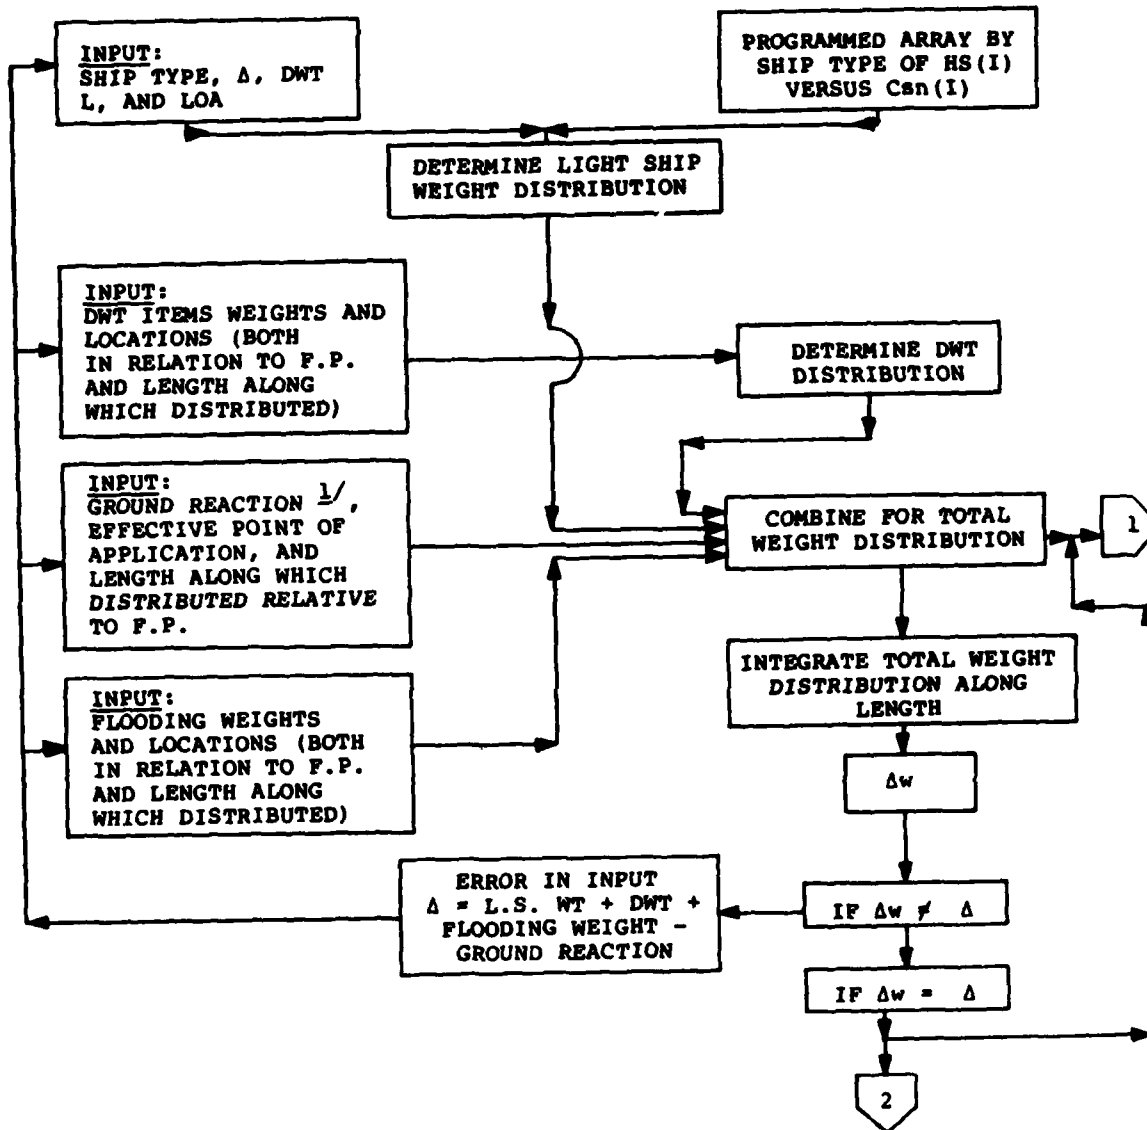 INPUT:
SHIP TYPE, Δ, DWT
L, AND LOA
PROGRAMMED ARRAY BY
SHIP TYPE OF HS(I)
VERSUS Csn(I)
DETERMINE LIGHT SHIP
WEIGHT DISTRIBUTION
INPUT:
DWT ITEMS WEIGHTS AND
LOCATIONS (BOTH
IN RELATION TO F.P.
AND LENGTH ALONG
WHICH DISTRIBUTED)
DETERMINE DWT
DISTRIBUTION
INPUT:
GROUND REACTION 1/,
EFFECTIVE POINT OF
APPLICATION, AND
LENGTH ALONG WHICH
DISTRIBUTED RELATIVE
TO F.P.
COMBINE FOR TOTAL
WEIGHT DISTRIBUTION
1
INTEGRATE TOTAL WEIGHT
DISTRIBUTION ALONG
LENGTH
INPUT:
FLOODING WEIGHTS
AND LOCATIONS (BOTH
IN RELATION TO F.P.
AND LENGTH ALONG
WHICH DISTRIBUTED)
Δw
ERROR IN INPUT
Δ = L.S. WT + DWT +
FLOODING WEIGHT -
GROUND REACTION
IF Δw ≠ Δ
IF Δw = Δ
2